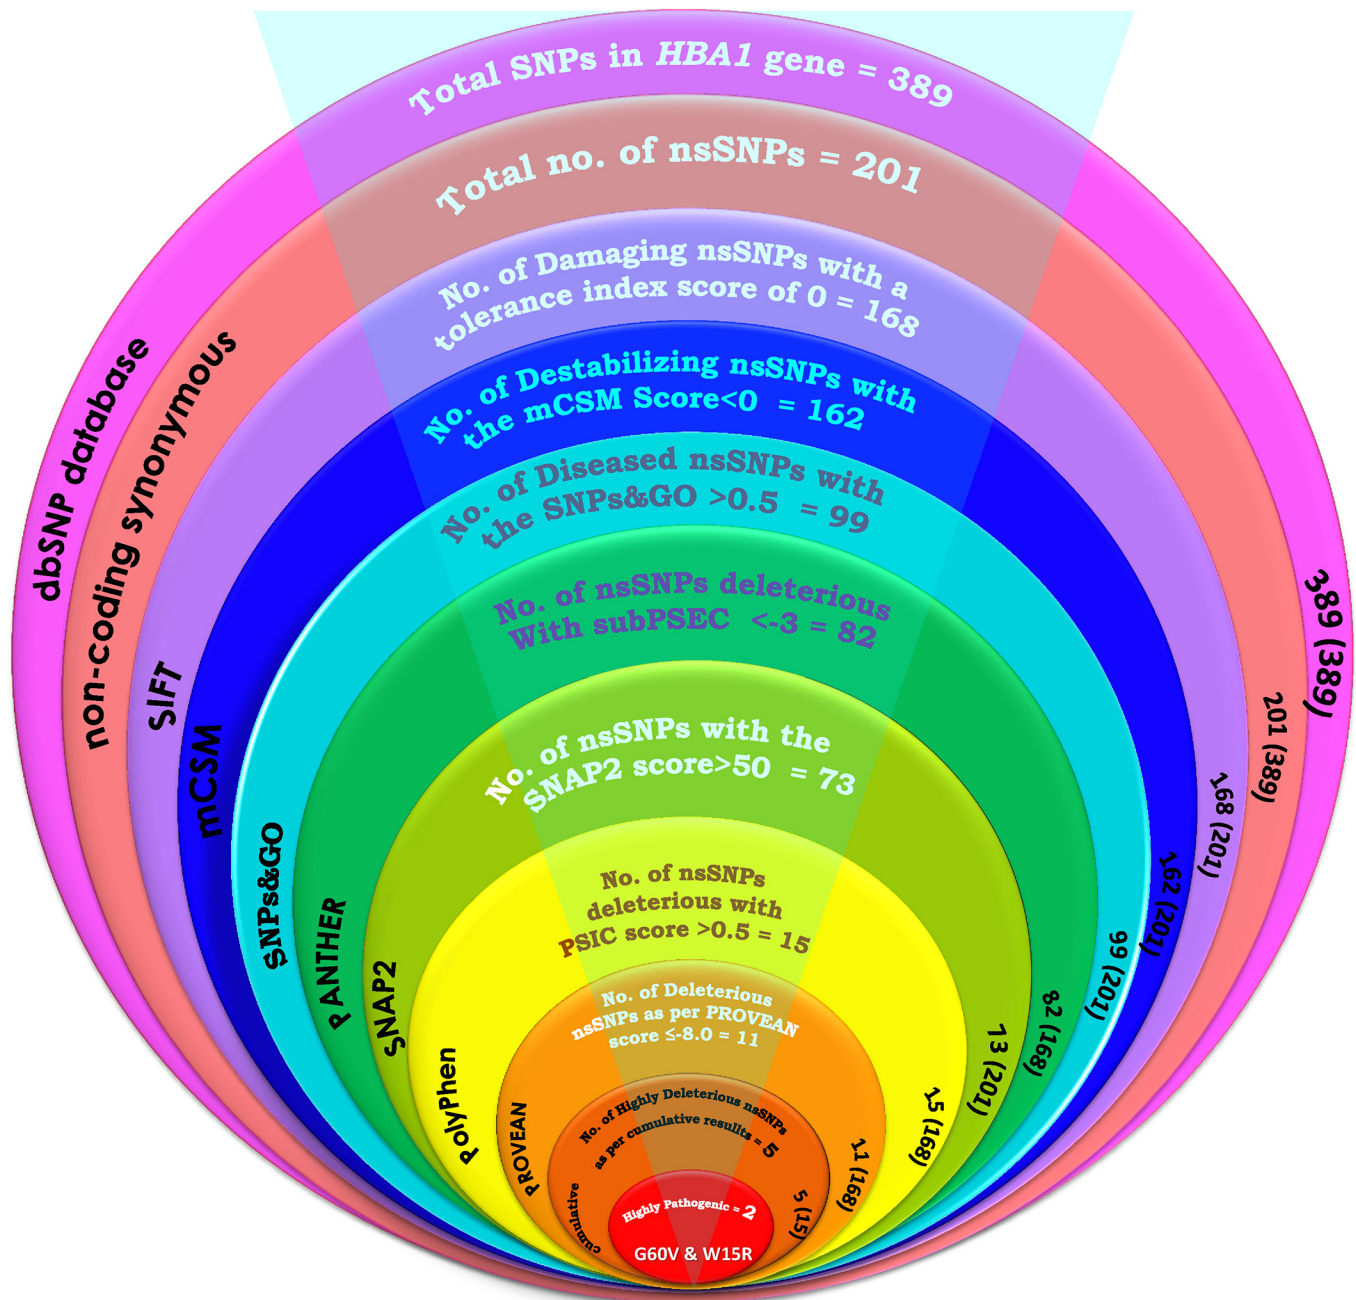 Total SNPs in HBA1 gene = 389
Total no. of nsSNPs = 201
No. of Damaging nsSNPs with a
tolerance index score of 0 = 168
No. of Destabilizing nsSNPs with
the mCSM Score<0 = 162
No. of Diseased nsSNPs with
the SNPs&GO >0.5 = 99
No. of nsSNPs deleterious
With subPSEC <-3 = 82
No. of nsSNPs with the
SNAP2 score>50 = 73
No. of nsSNPs
deleterious with
PSIC score >0.5 = 15
No. of Deleterious
nsSNPs as per PROVEAN
score ≤-8.0 = 11
No. of Highly Deleterious nsSNPs
as per cumulative resulits = 5
Highly Pathogenic = 2
G60V & W15R
dbSNP database
non-coding synonymous
SIFT
mCSM
SNPs&GO
PANTHER
SNAP2
PolyPhen
PROVEAN
cumulative
389 (389)
201 (389)
168 (201)
162 (201)
99 (201)
82 (168)
73 (201)
15 (168)
11 (168)
5 (15)